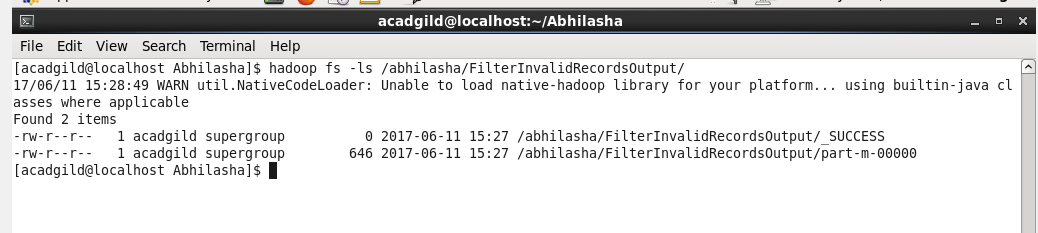 acadgild@localhost:~/Abhilasha
File Edit View Search Terminal Help
[acadgild@localhost Abhilasha]$ hadoop fs -ls /abhilasha/FilterInvalidRecordsOutput/
17/06/11 15:28:49 WARN util.NativeCodeLoader: Unable to load native-hadoop library for your platform... using builtin-java cl
asses where applicable
Found 2 items
-rw-r--r--   1 acadgild supergroup          0 2017-06-11 15:27 /abhilasha/FilterInvalidRecordsOutput/_SUCCESS
-rw-r--r--   1 acadgild supergroup        646 2017-06-11 15:27 /abhilasha/FilterInvalidRecordsOutput/part-m-00000
[acadgild@localhost Abhilasha]$